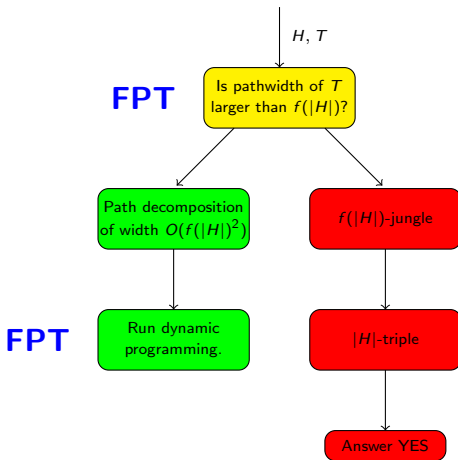 H, T
FPT
Is pathwidth of T
larger than f(|H|)?
Path decomposition
of width O(f(|H|)²)
f(|H|)-jungle
FPT
Run dynamic
programming.
|H|-triple
Answer YES